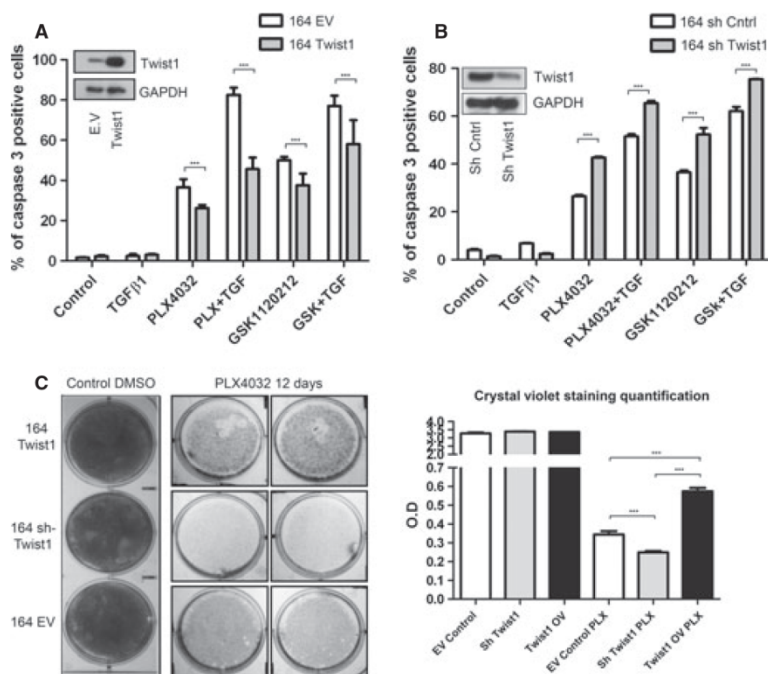 A
164 EV
164 Twist1
% of caspase 3 positive cells
100
80
60
40
20
0
Twist1
GAPDH
E.V
Twist1
***
***
***
***
Control
TGFβ1
PLX4032
PLX+TGF
GSK1120212
GSK+TGF
B
164 sh Cntrl
164 sh Twist1
% of caspase 3 positive cells
80
60
40
20
0
Twist1
GAPDH
Sh Cntrl
Sh Twist1
***
***
***
***
Control
TGFβ1
PLX4032
PLX4032+TGF
GSK1120212
GSk+TGF
C
Control DMSO
PLX4032 12 days
164
Twist1
164 sh-
Twist1
164 EV
Crystal violet staining quantification
O.D
4.0
3.5
3.0
2.5
2.0
0.7
0.6
0.5
0.4
0.3
0.2
0.1
0.0
***
***
***
EV Control
Sh Twist1
Twist1 OV
EV Control PLX
Sh Twist1 PLX
Twist1 OV PLX